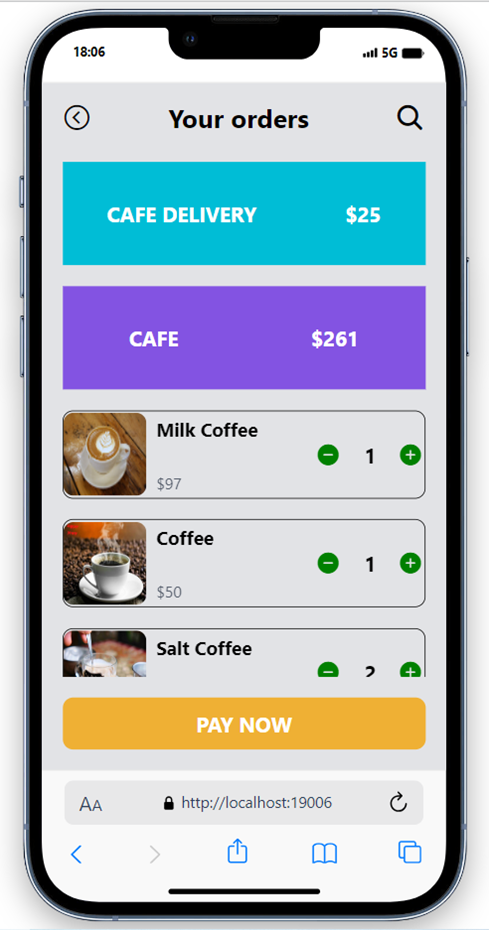 18:06
5G
Your orders
CAFE DELIVERY $25
CAFE $261
Milk Coffee
1
$97
Coffee
1
$50
Salt Coffee
2
PAY NOW
AA http://localhost:19006